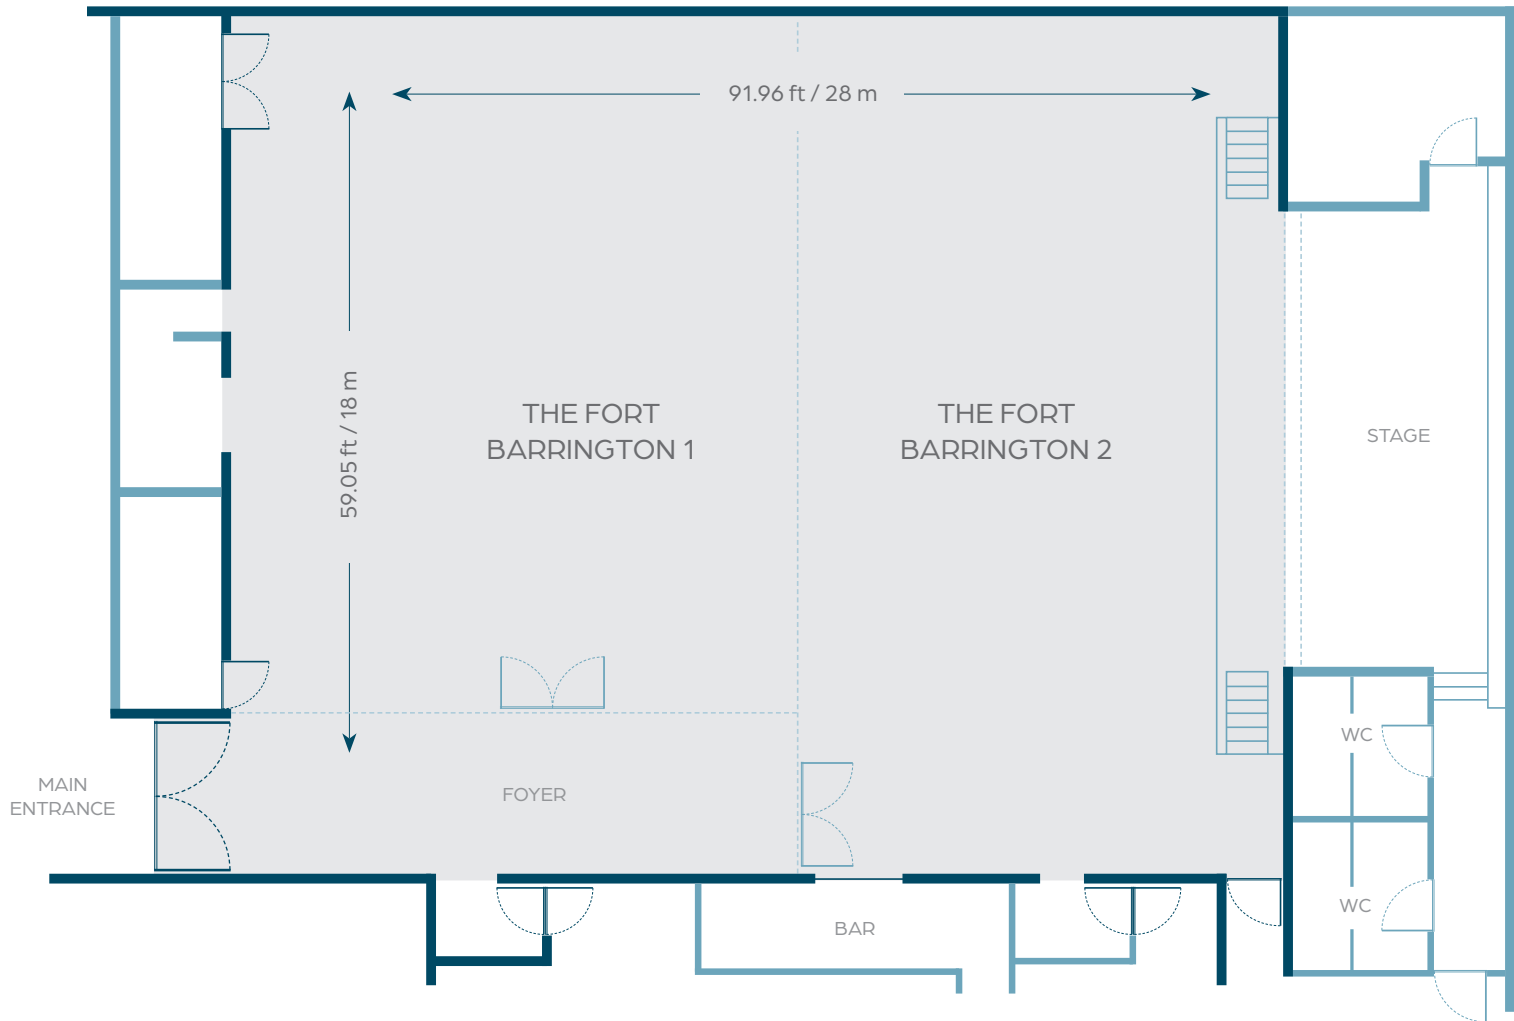 91.96 ft / 28 m
59.05 ft / 18 m
THE FORT
BARRINGTON 1
THE FORT
BARRINGTON 2
STAGE
WC
MAIN
ENTRANCE
FOYER
WC
BAR